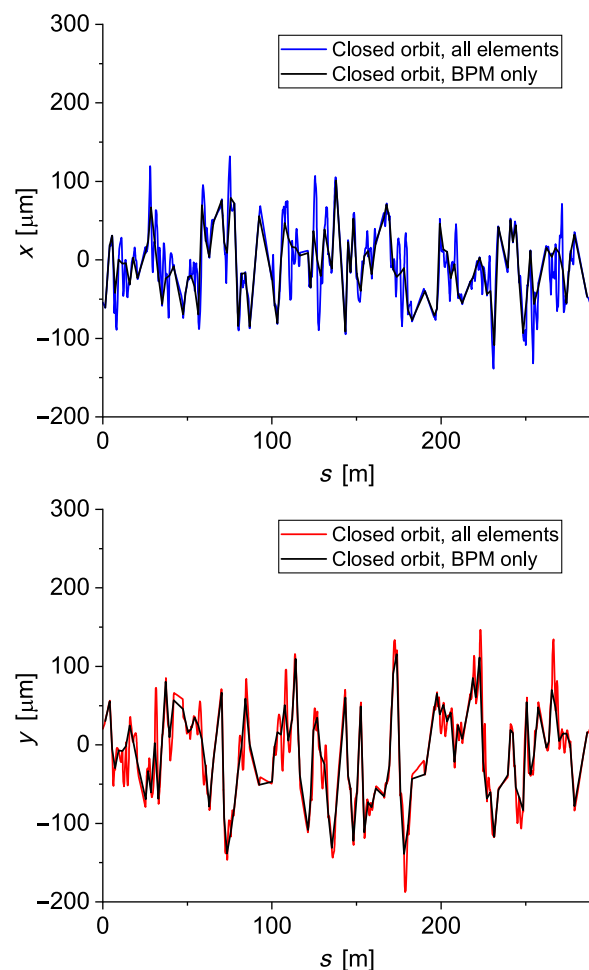 300
Closed orbit, all elements
Closed orbit, BPM only
200
100
x [μm]
0
−100
−200
0
100
200
s [m]
300
Closed orbit, all elements
Closed orbit, BPM only
200
100
y [μm]
0
−100
−200
0
100
200
s [m]